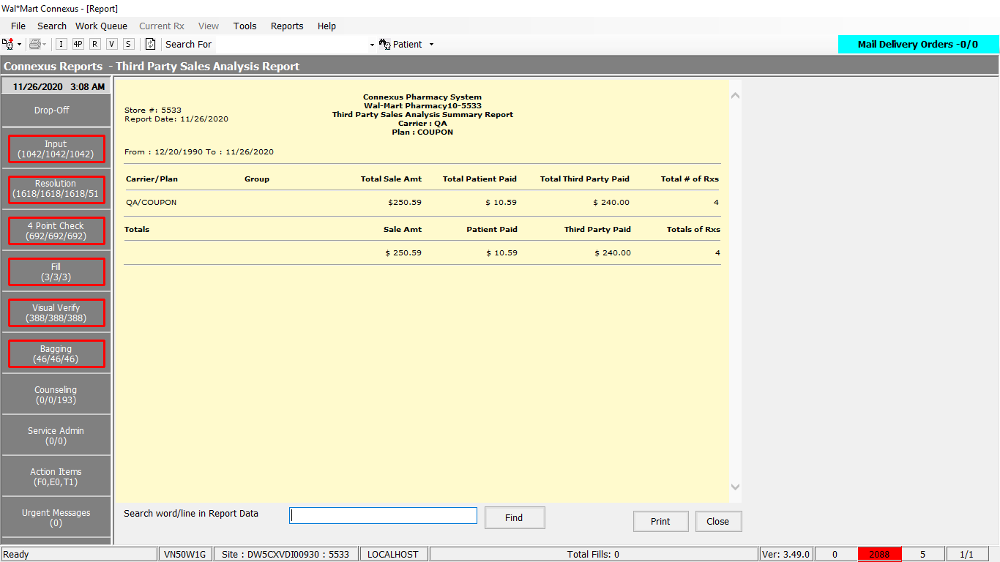 Wal*Mart Connexus - [Report]
File Search Work Queue Current Rx View Tools Reports Help
I 4P R V S Search For Patient
Mail Delivery Orders -0/0
Connexus Reports - Third Party Sales Analysis Report
11/26/2020 3:08 AM
Drop-Off
Input
(1042/1042/1042)
Resolution
(1618/1618/1618/51
4 Point Check
(692/692/692)
Fill
(3/3/3)
Visual Verify
(388/388/388)
Bagging
(46/46/46)
Counseling
(0/0/193)
Service Admin
(0/0)
Action Items
(F0,E0,T1)
Urgent Messages
(0)
Connexus Pharmacy System
Wal-Mart Pharmacy10-5533
Third Party Sales Analysis Summary Report
Carrier : QA
Plan : COUPON
Store #: 5533
Report Date: 11/26/2020
From : 12/20/1990 To : 11/26/2020
Carrier/Plan Group Total Sale Amt Total Patient Paid Total Third Party Paid Total # of Rxs
QA/COUPON $250.59 $ 10.59 $ 240.00 4
Totals Sale Amt Patient Paid Third Party Paid Totals of Rxs
$ 250.59 $ 10.59 $ 240.00 4
Search word/line in Report Data Find Print Close
Ready VN50W1G Site : DW5CXVDI00930 : 5533 LOCALHOST Total Fills: 0 Ver: 3.49.0 0 2088 5 1/1